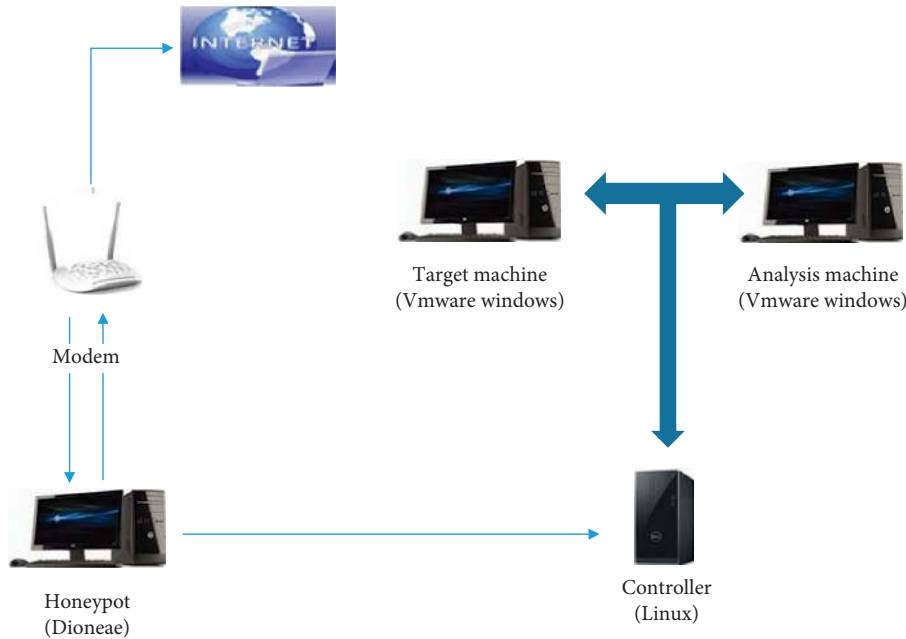 INTERNET
Target machine
(Vmware windows)
Analysis machine
(Vmware windows)
Modem
Honeypot
(Dioneae)
Controller
(Linux)